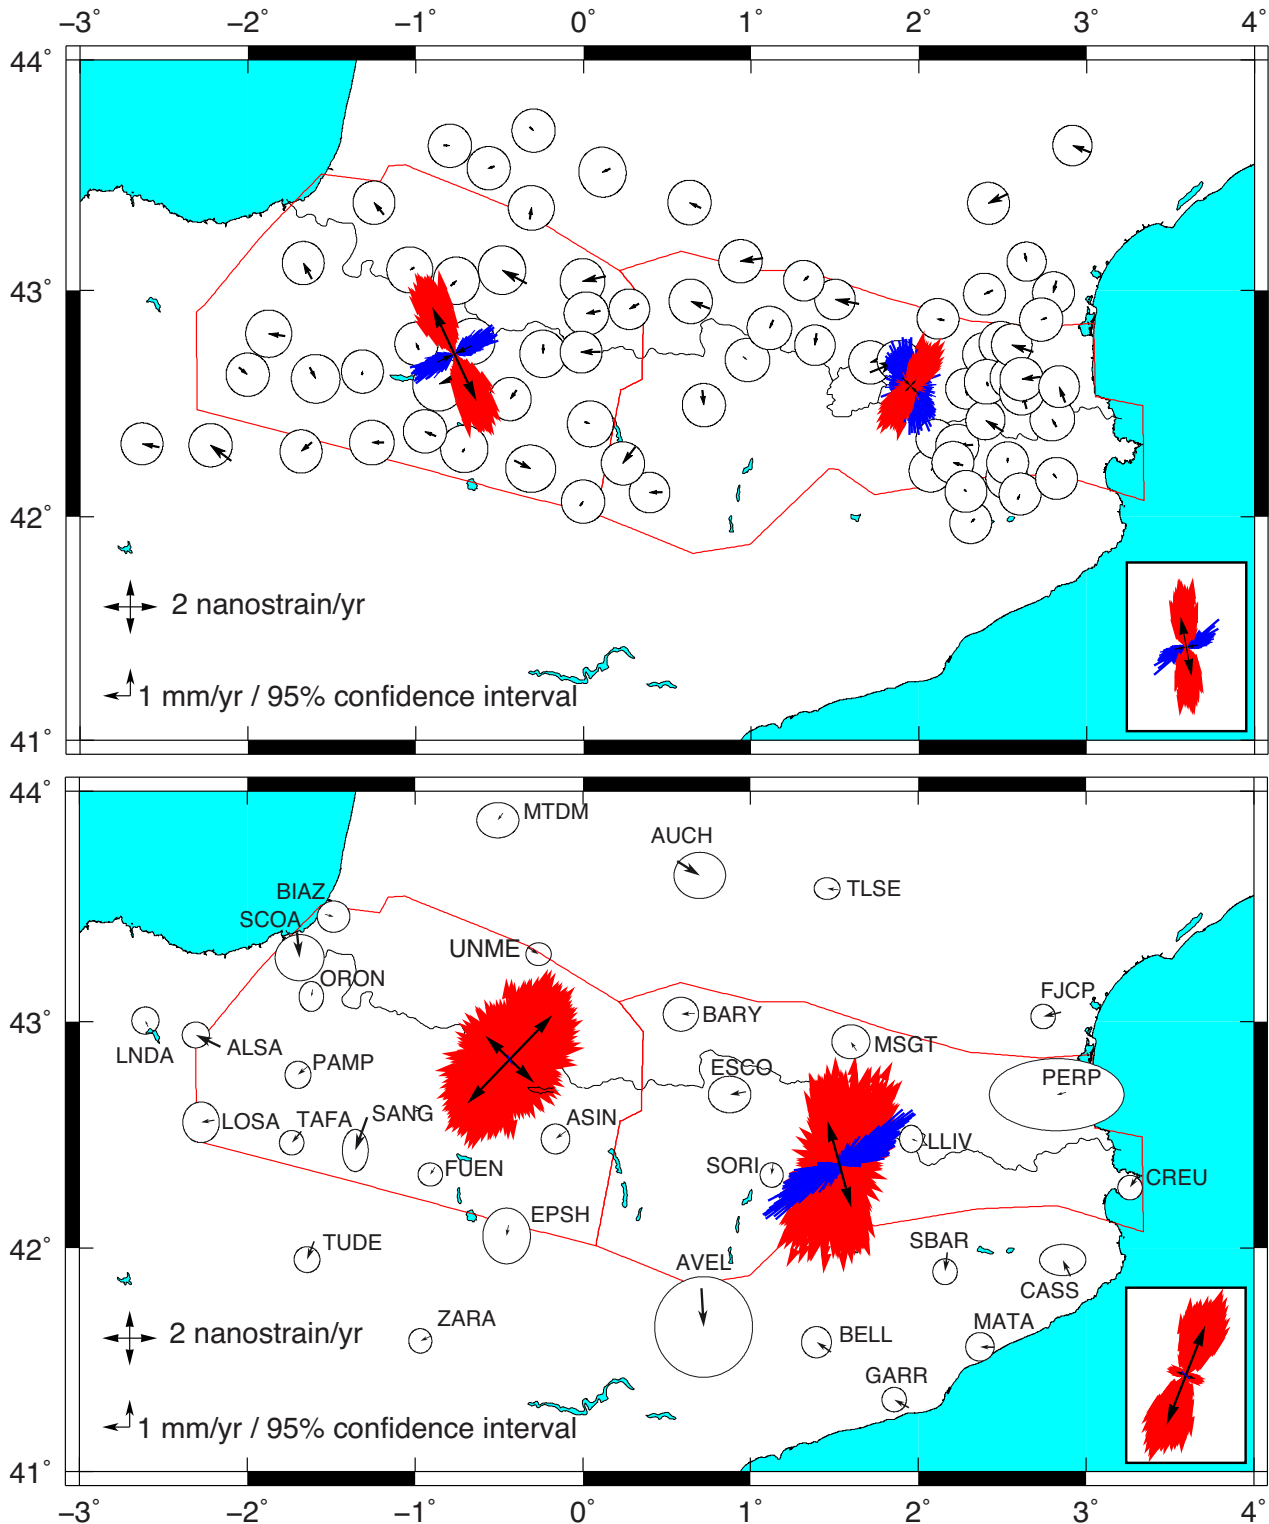 −3˚ −2˚ −1˚ 0˚ 1˚ 2˚ 3˚ 4˚
44˚
43˚
42˚
2 nanostrain/yr
1 mm/yr / 95% confidence interval
41˚
44˚
MTDM
AUCH
TLSE
BIAZ
SCOA
UNME
ORON
FJCP
43˚
BARY
LNDA
ALSA
MSGT
PAMP
ESCO
PERP
LOSA
TAFA
SANG
ASIN
LLIV
FUEN
SORI
CREU
EPSH
42˚
TUDE
SBAR
AVEL
CASS
ZARA
MATA
2 nanostrain/yr
BELL
GARR
1 mm/yr / 95% confidence interval
41˚
−3˚ −2˚ −1˚ 0˚ 1˚ 2˚ 3˚ 4˚